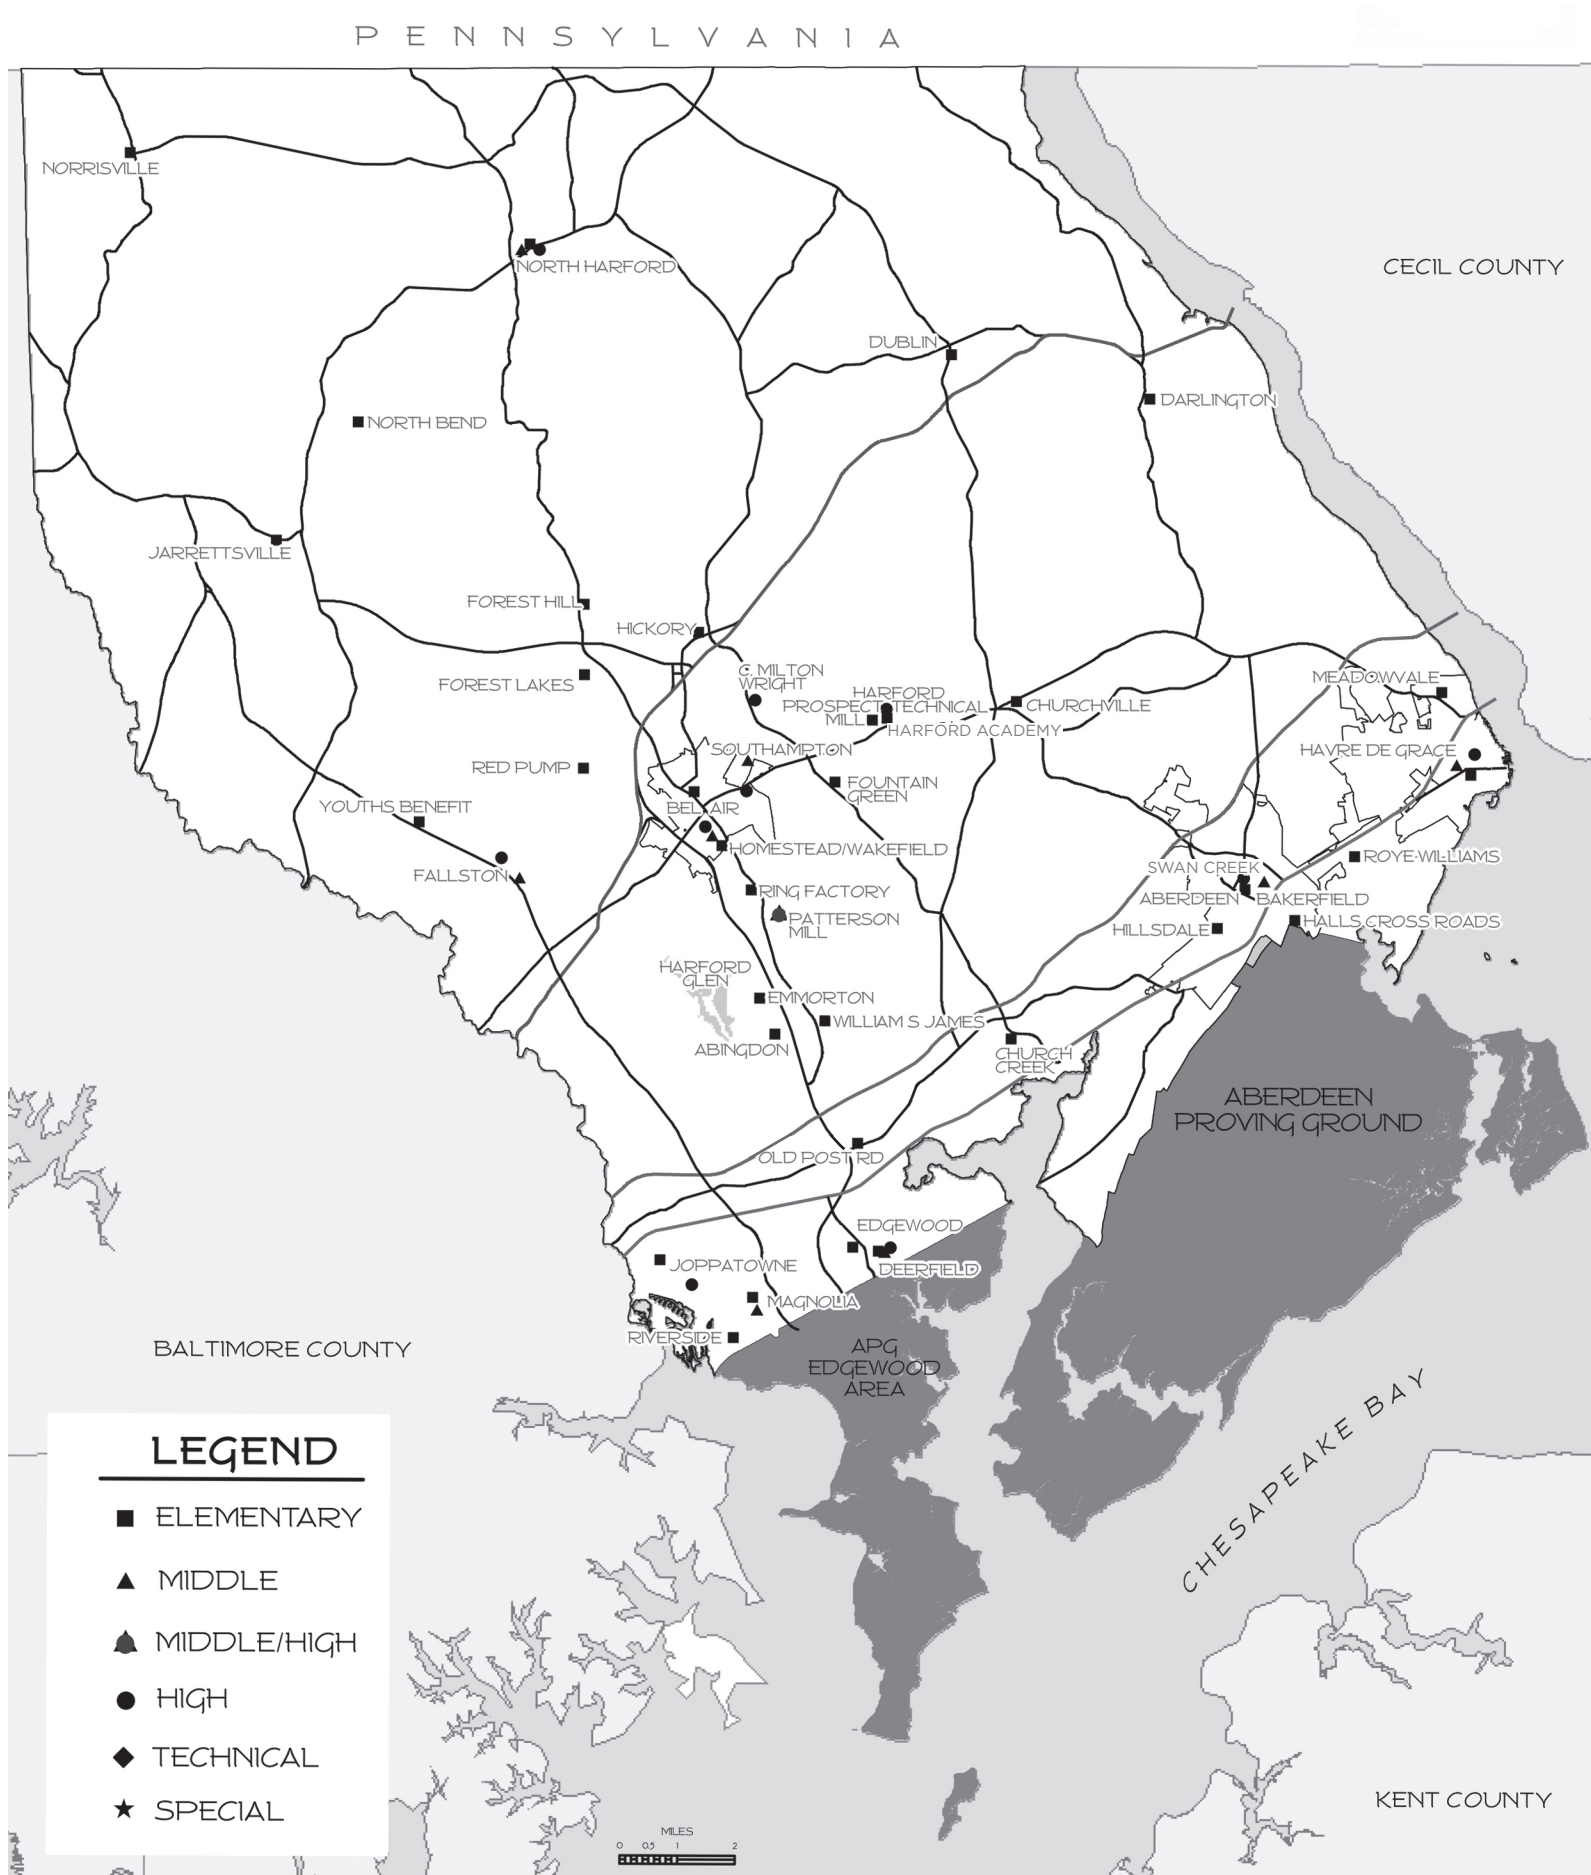 PENNSYLVANIA
NORRISVILLE
NORTH HARFORD
CECIL COUNTY
DUBLIN
DARLINGTON
NORTH BEND
JARRETTSVILLE
FOREST HILL
HICKORY
C. MILTON
WRIGHT
FOREST LAKES
MEADOWVALE
HARFORD
PROSPECT TECHNICAL
MILL
CHURCHVILLE
HARFORD ACADEMY
SOUTHAMPTON
HAVRE DE GRACE
RED PUMP
FOUNTAIN
GREEN
YOUTHS BENEFIT
BEL AIR
HOMESTEAD/WAKEFIELD
ROYE-WILLIAMS
SWAN CREEK
FALLSTON
RING FACTORY
ABERDEEN
BAKERFIELD
PATTERSON
MILL
HILLSDALE
HALLS CROSS ROADS
HARFORD
GLEN
EMMORTON
WILLIAM S JAMES
ABINGDON
CHURCH
CREEK
ABERDEEN
PROVING GROUND
OLD POST RD
EDGEWOOD
JOPPATOWNE
DEERFIELD
MAGNOLIA
RIVERSIDE
APG
EDGEWOOD
AREA
BALTIMORE COUNTY
CHESAPEAKE BAY
LEGEND
ELEMENTARY
MIDDLE
MIDDLE/HIGH
HIGH
TECHNICAL
SPECIAL
KENT COUNTY
MILES
0 0.5 1 2